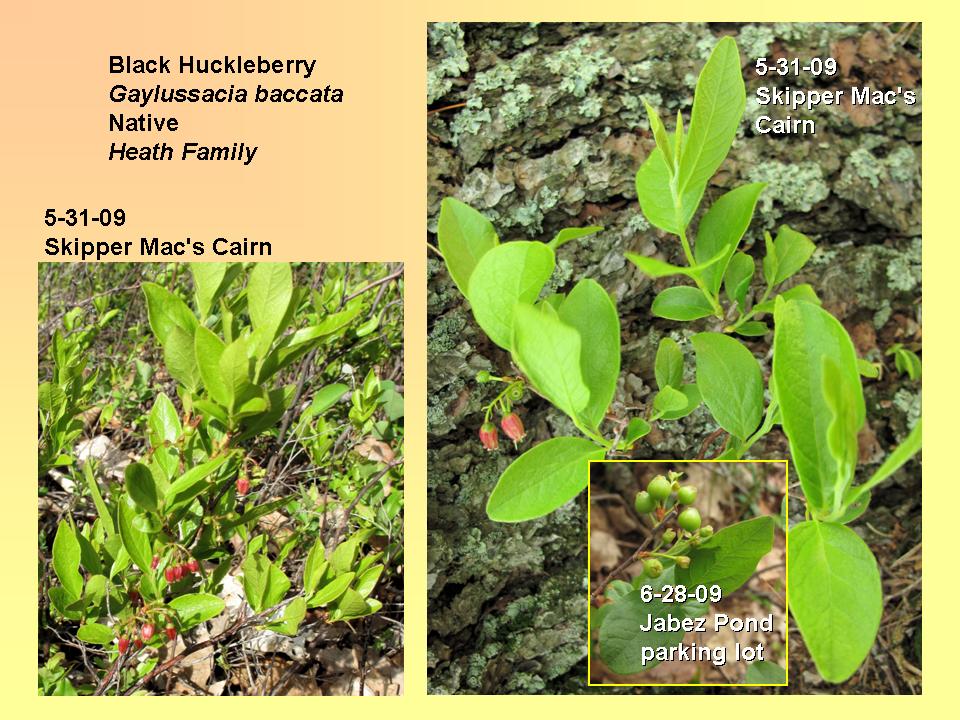 Black Huckleberry
Gaylussacia baccata
Native
Heath Family
5-31-09
Skipper Mac's Cairn
5-31-09
Skipper Mac's
Cairn
6-28-09
Jabez Pond
parking lot